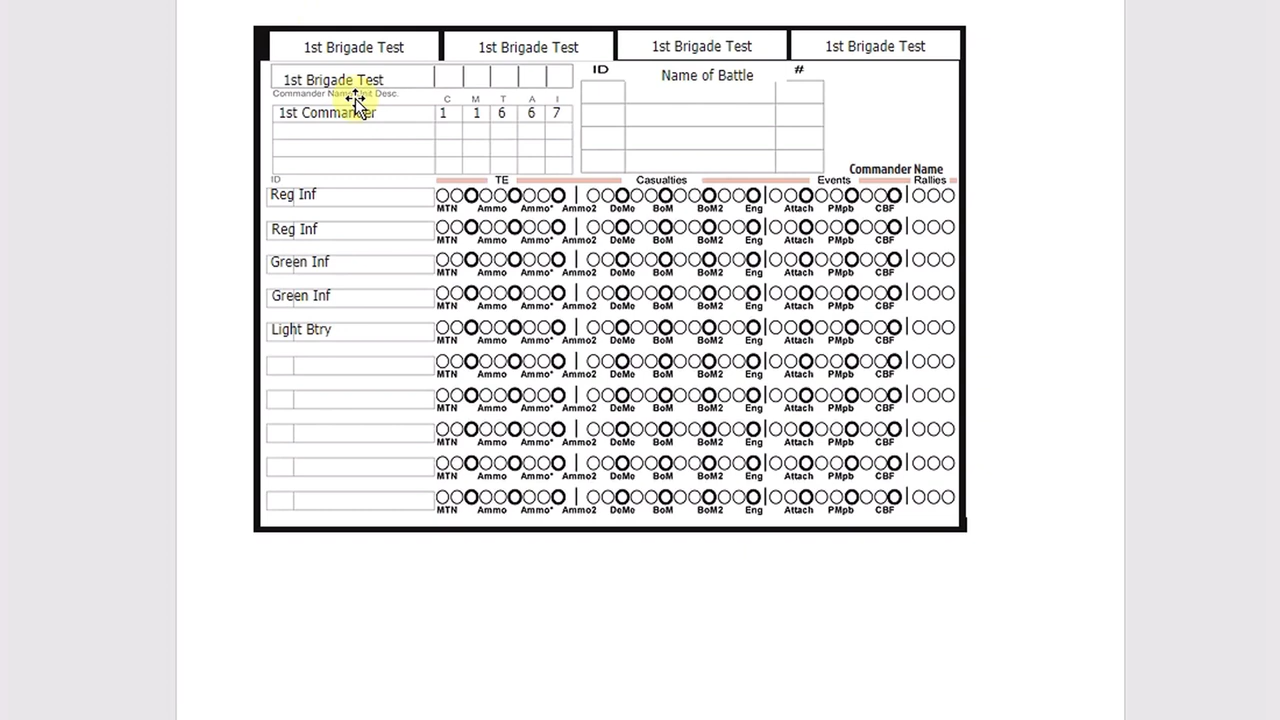 1st Brigade Test 1st Brigade Test 1st Brigade Test 1st Brigade Test
1st Brigade Test ID Name of Battle #
Commander Desc.
C M T A I
1st Commander 1 1 6 6 7
Commander Name
ID TE Casualties Events Rallies
Reg Inf
MTN Ammo Ammo* Ammo2 DeMo BoM BoM2 Eng Attach PMpb CBF
Reg Inf
MTN Ammo Ammo* Ammo2 DeMo BoM BoM2 Eng Attach PMpb CBF
Green Inf
MTN Ammo Ammo* Ammo2 DeMo BoM BoM2 Eng Attach PMpb CBF
Green Inf
MTN Ammo Ammo* Ammo2 DeMo BoM BoM2 Eng Attach PMpb CBF
Light Btry
MTN Ammo Ammo* Ammo2 DeMo BoM BoM2 Eng Attach PMpb CBF
MTN Ammo Ammo* Ammo2 DeMo BoM BoM2 Eng Attach PMpb CBF
MTN Ammo Ammo* Ammo2 DeMo BoM BoM2 Eng Attach PMpb CBF
MTN Ammo Ammo* Ammo2 DeMo BoM BoM2 Eng Attach PMpb CBF
MTN Ammo Ammo* Ammo2 DeMo BoM BoM2 Eng Attach PMpb CBF
MTN Ammo Ammo* Ammo2 DeMo BoM BoM2 Eng Attach PMpb CBF